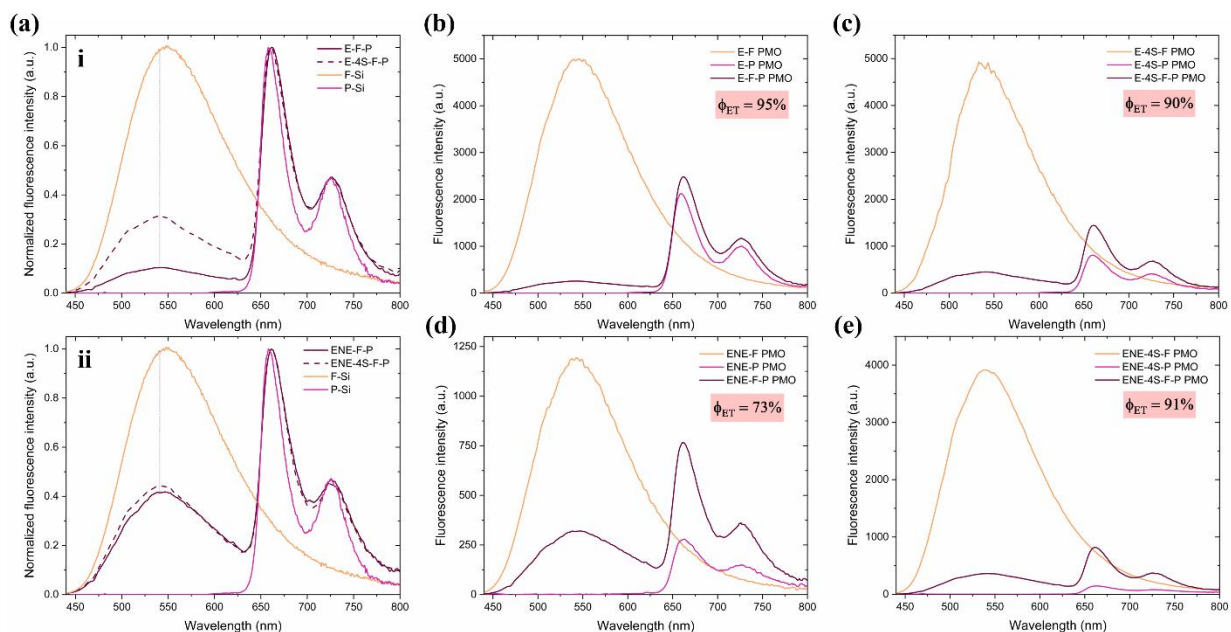 (a)
i
E-F-P
E-4S-F-P
F-Si
P-Si
Normalized fluorescence intensity (a.u.)
1.0
0.8
0.6
0.4
0.2
0.0
450 500 550 600 650 700 750 800
Wavelength (nm)
(b)
E-F PMO
E-P PMO
E-F-P PMO
ϕET = 95%
Fluorescence intensity (a.u.)
5000
4000
3000
2000
1000
0
450 500 550 600 650 700 750 800
Wavelength (nm)
(c)
E-4S-F PMO
E-4S-P PMO
E-4S-F-P PMO
ϕET = 90%
Fluorescence intensity (a.u.)
5000
4000
3000
2000
1000
0
450 500 550 600 650 700 750 800
Wavelength (nm)
ii
ENE-F-P
ENE-4S-F-P
F-Si
P-Si
Normalized fluorescence intensity (a.u.)
1.0
0.8
0.6
0.4
0.2
0.0
450 500 550 600 650 700 750 800
Wavelength (nm)
(d)
ENE-F PMO
ENE-P PMO
ENE-F-P PMO
ϕET = 73%
Fluorescence intensity (a.u.)
1250
1000
750
500
250
0
450 500 550 600 650 700 750 800
Wavelength (nm)
(e)
ENE-4S-F PMO
ENE-4S-P PMO
ENE-4S-F-P PMO
ϕET = 91%
Fluorescence intensity (a.u.)
4000
3000
2000
1000
0
450 500 550 600 650 700 750 800
Wavelength (nm)